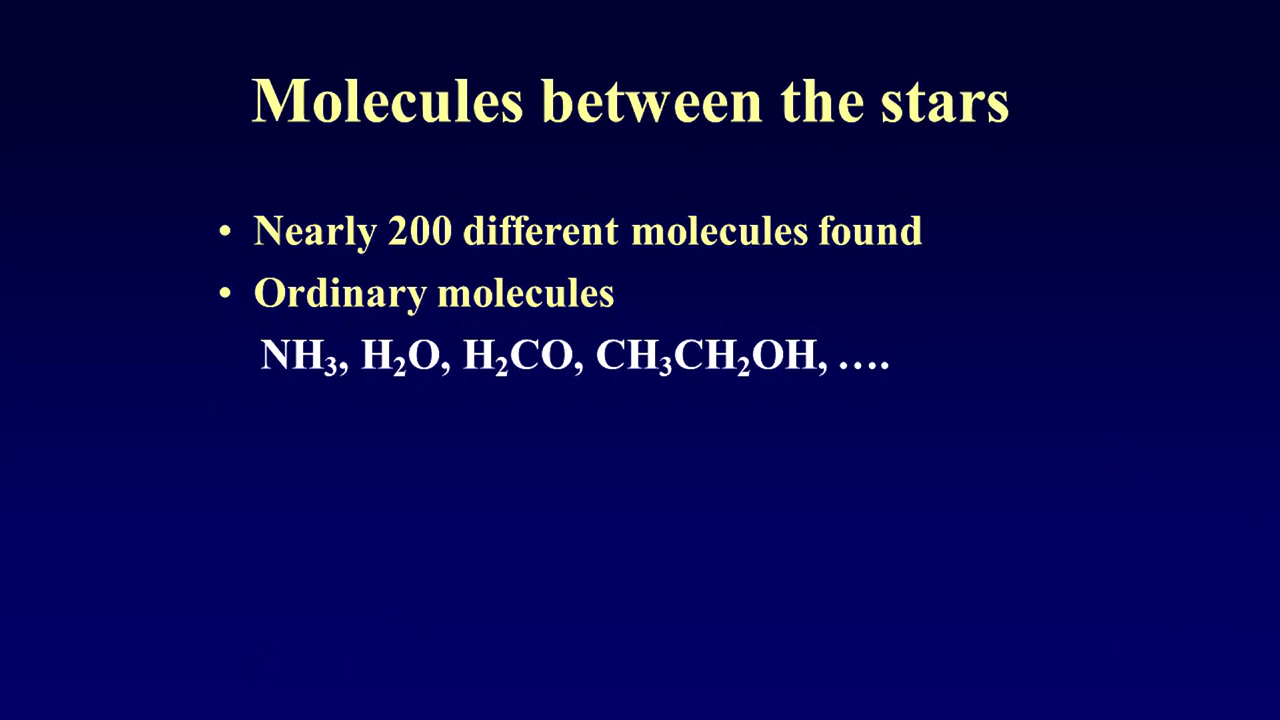 Molecules between the stars
• Nearly 200 different molecules found
• Ordinary molecules
NH₃, H₂O, H₂CO, CH₃CH₂OH, ….